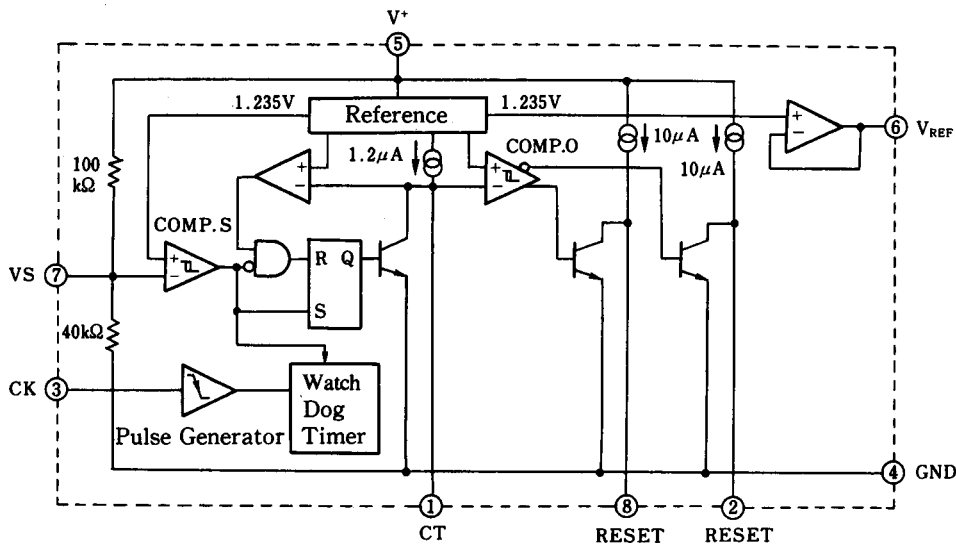 V+
5
1.235V
Reference
1.235V
6 VREF
+
−
100
kΩ
1.2μA
COMP.O
10μA
10μA
+
−
+
−
COMP.S
VS 7
+
−
R Q
S
40kΩ
CK 3
Watch
Dog
Timer
Pulse Generator
4 GND
1
8
2
CT
RESET
RESET